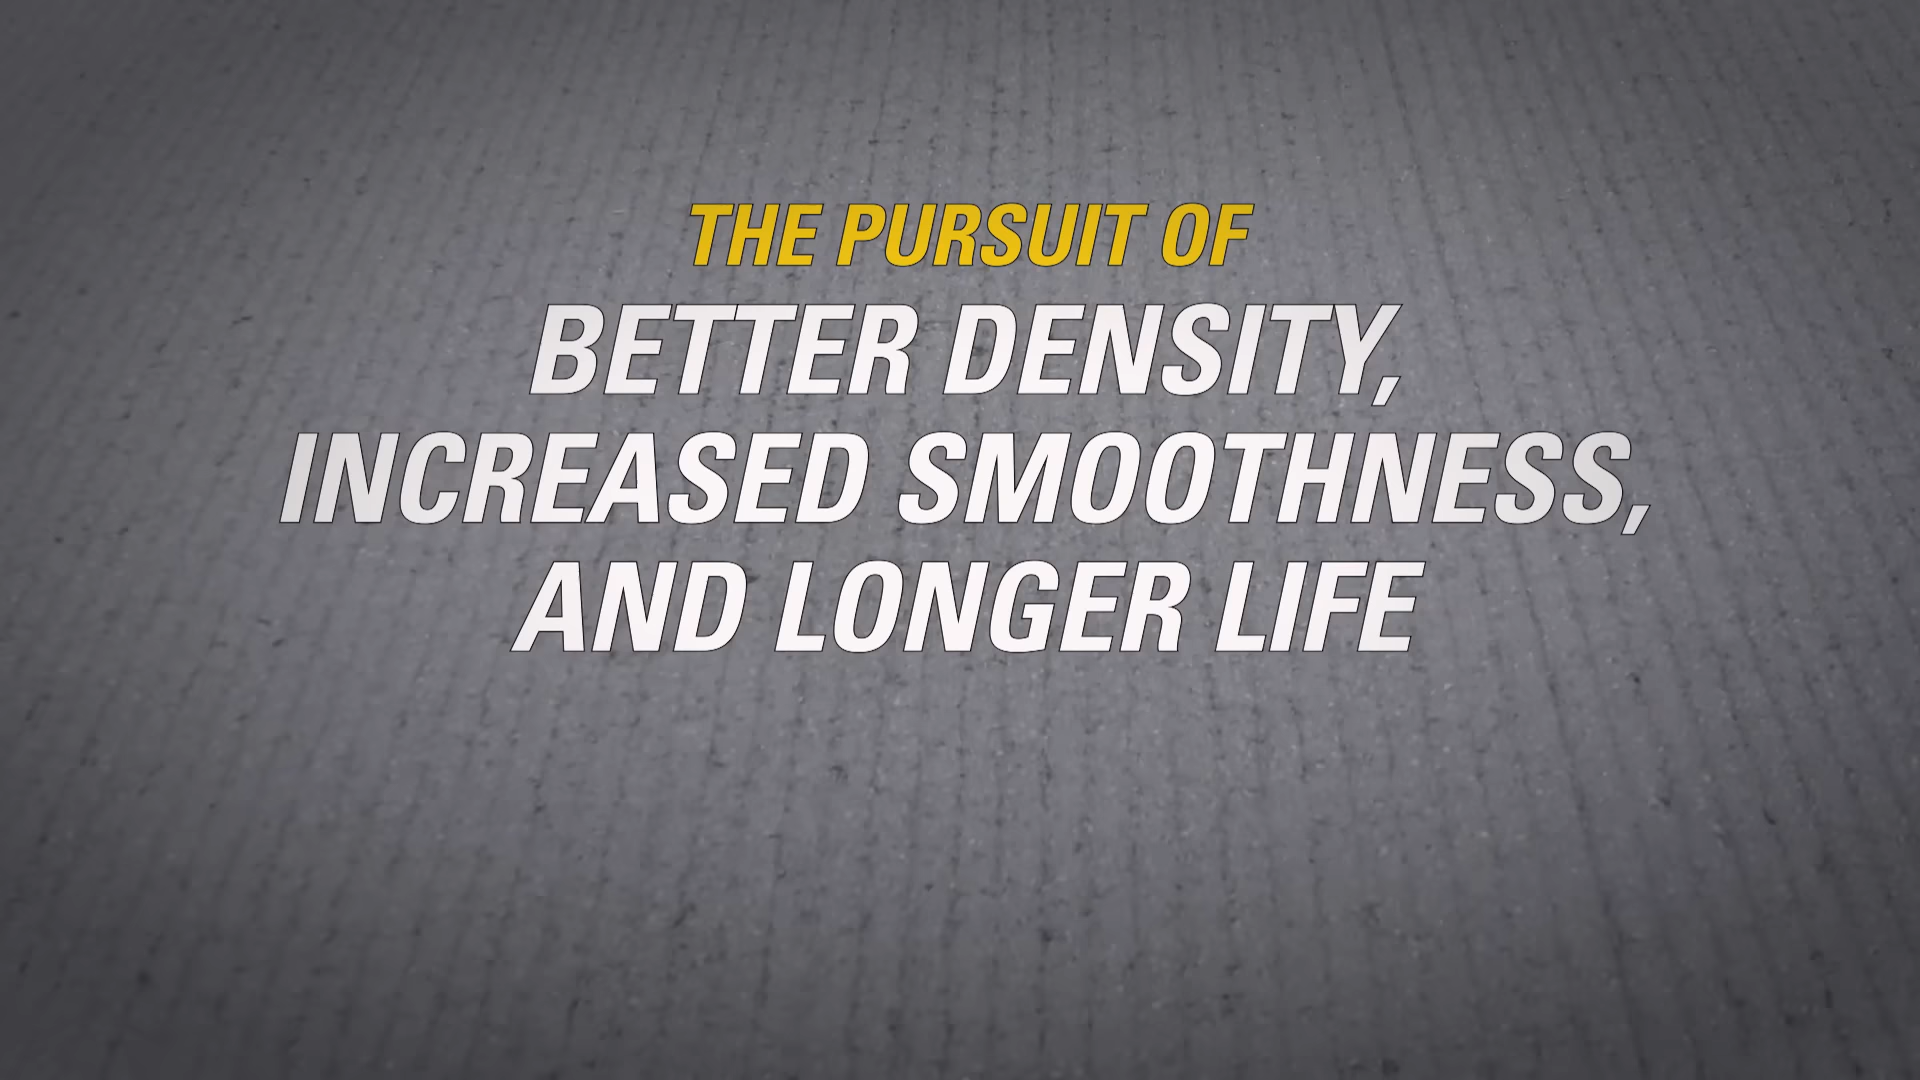 THE PURSUIT OF
BETTER DENSITY,
INCREASED SMOOTHNESS,
AND LONGER LIFE